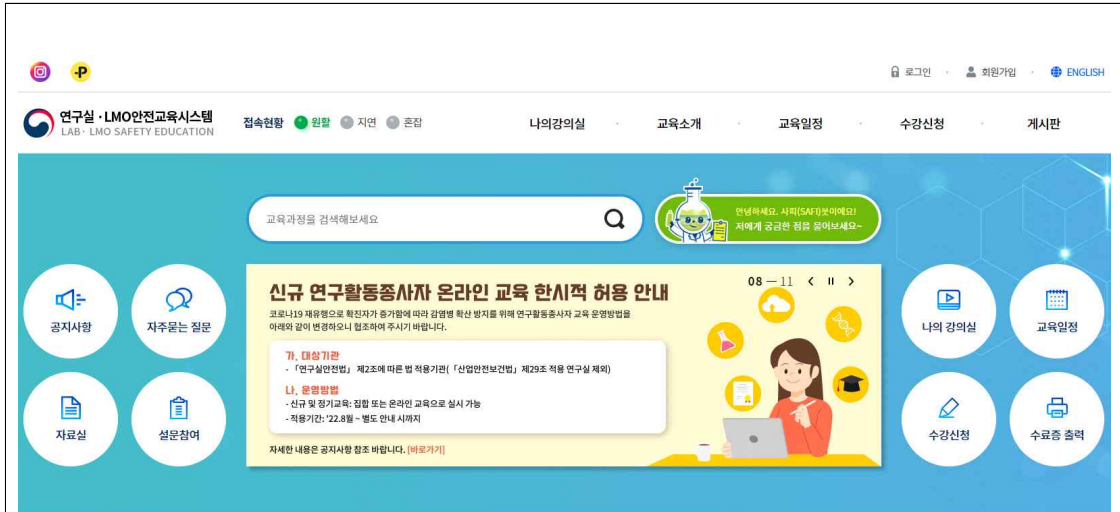 로그인 · 회원가입 · ENGLISH
연구실 · LMO안전교육시스템
LAB · LMO SAFETY EDUCATION
접속현황 원활 지연 혼잡
나의강의실 · 교육소개 · 교육일정 · 수강신청 · 게시판
교육과정을 검색해보세요
안녕하세요. 사피(SAFI)봇이에요!
저에게 궁금한 점을 물어보세요~
공지사항
자주묻는 질문
자료실
설문참여
신규 연구활동종사자 온라인 교육 한시적 허용 안내
08 — 11
코로나19 재유행으로 확진자가 증가함에 따라 감염병 확산 방지를 위해 연구활동종사자 교육 운영방법을
아래와 같이 변경하오니 협조하여 주시기 바랍니다.
가. 대상기관
- 「연구실안전법」 제2조에 따른 법 적용기관(「산업안전보건법」제29조 적용 연구실 제외)
나. 운영방법
- 신규 및 정기교육: 집합 또는 온라인 교육으로 실시 가능
- 적용기간: '22.8월 ~ 별도 안내 시까지
자세한 내용은 공지사항 참조 바랍니다. [바로가기]
나의 강의실
교육일정
수강신청
수료증 출력